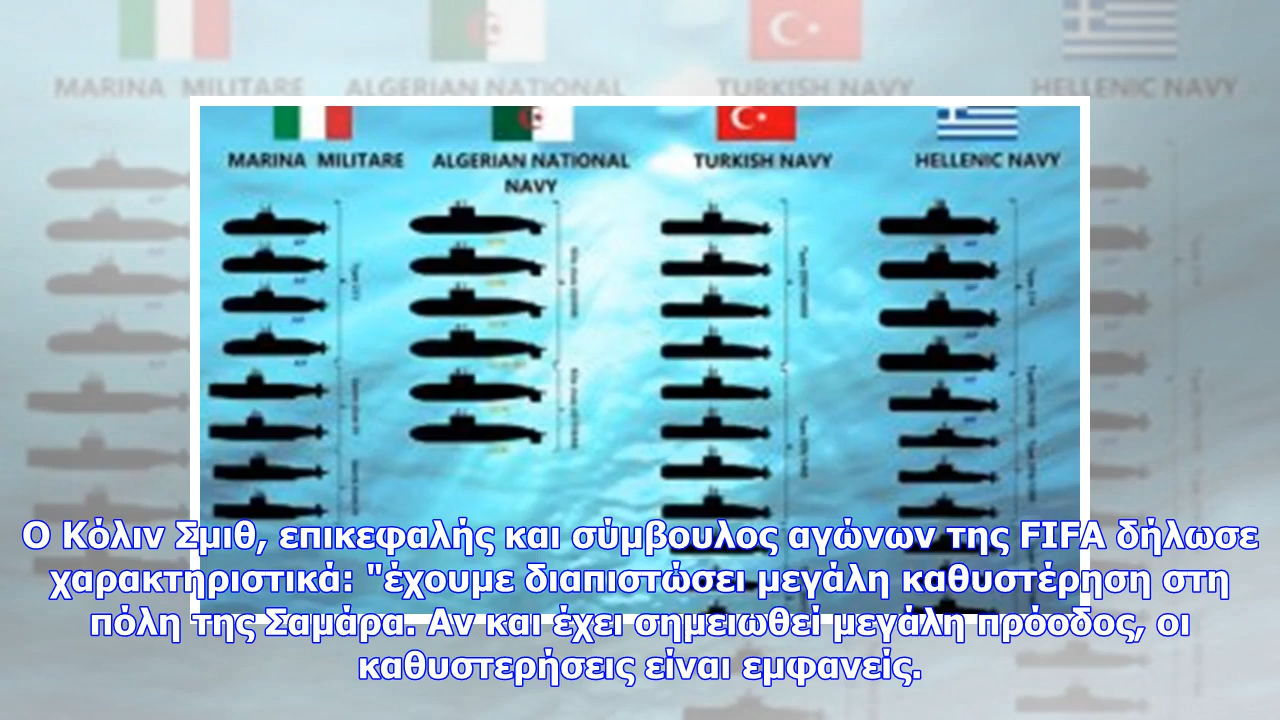 MARINA MILITARE
ALGERIAN NATIONAL
TURKISH NAVY
HELLENIC NAVY
MARINA MILITARE
ALGERIAN NATIONAL
NAVY
TURKISH NAVY
HELLENIC NAVY
Ο Κόλιν Σμιθ, επικεφαλής και σύμβουλος αγώνων της FIFA δήλωσε
χαρακτηριστικά: "έχουμε διαπιστώσει μεγάλη καθυστέρηση στη
πόλη της Σαμάρα. Αν και έχει σημειωθεί μεγάλη πρόοδος, οι
καθυστερήσεις είναι εμφανείς.